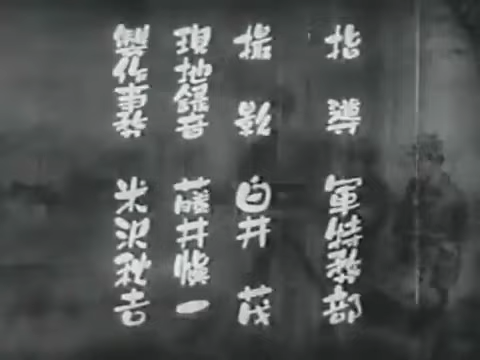 指導 軍特務部
撮影 白井茂
現地録音 藤井慎一
製作事務 米沢秋吉